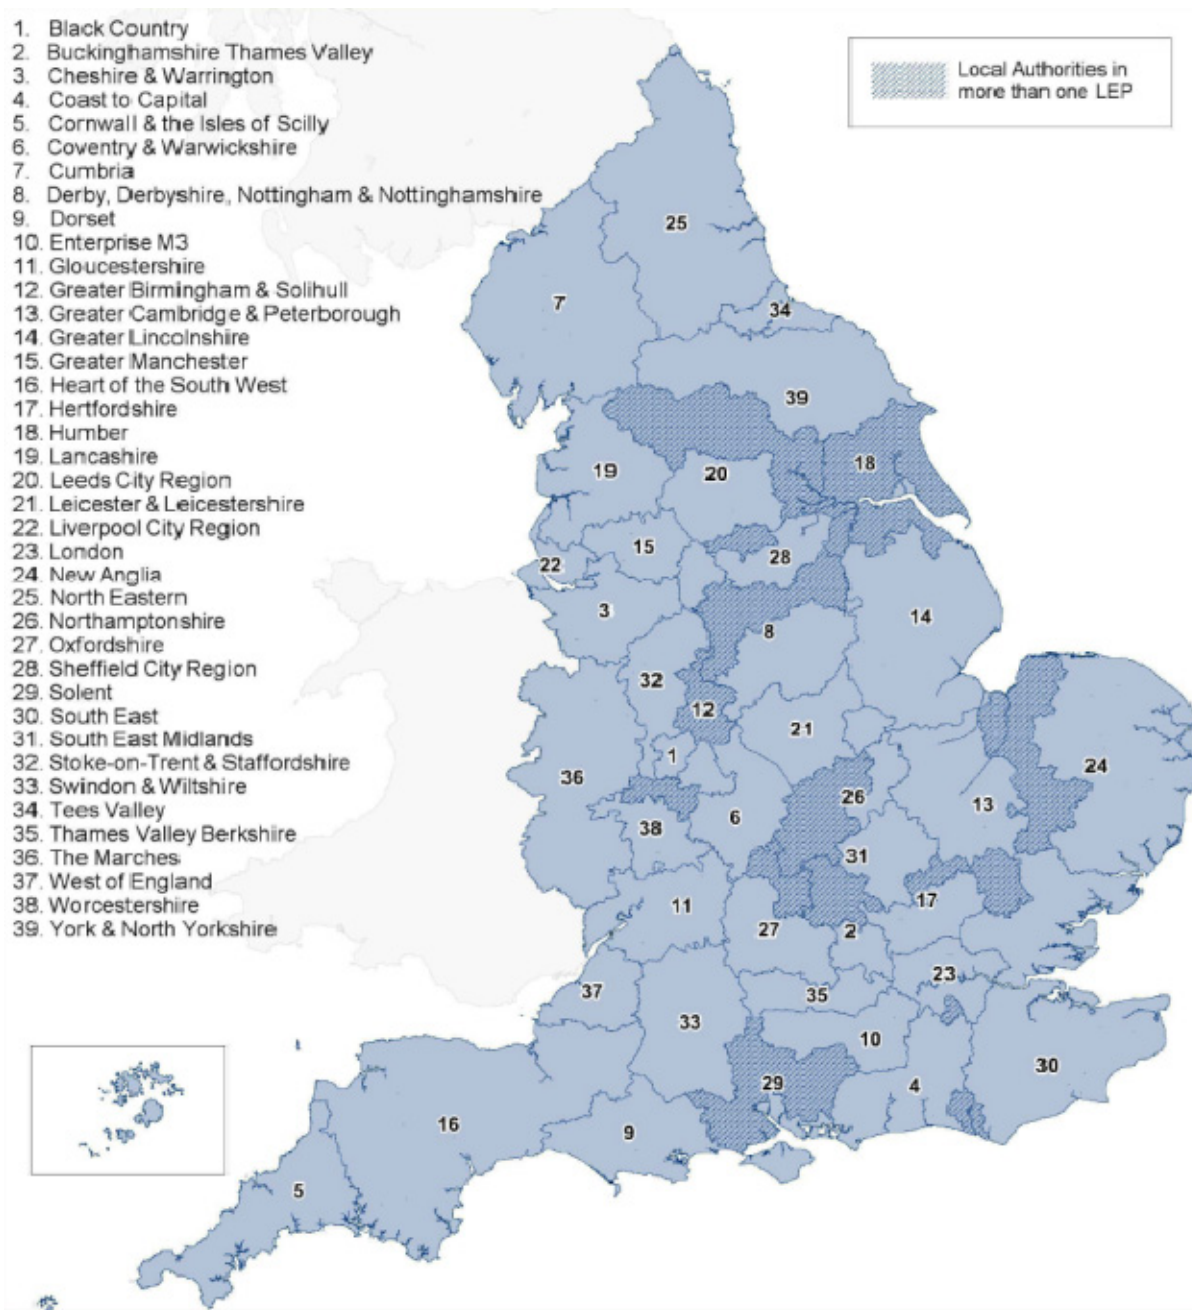 1. Black Country
2. Buckinghamshire Thames Valley
3. Cheshire & Warrington
4. Coast to Capital
5. Cornwall & the Isles of Scilly
6. Coventry & Warwickshire
7. Cumbria
8. Derby, Derbyshire, Nottingham & Nottinghamshire
9. Dorset
10. Enterprise M3
11. Gloucestershire
12. Greater Birmingham & Solihull
13. Greater Cambridge & Peterborough
14. Greater Lincolnshire
15. Greater Manchester
16. Heart of the South West
17. Hertfordshire
18. Humber
19. Lancashire
20. Leeds City Region
21. Leicester & Leicestershire
22. Liverpool City Region
23. London
24. New Anglia
25. North Eastern
26. Northamptonshire
27. Oxfordshire
28. Sheffield City Region
29. Solent
30. South East
31. South East Midlands
32. Stoke-on-Trent & Staffordshire
33. Swindon & Wiltshire
34. Tees Valley
35. Thames Valley Berkshire
36. The Marches
37. West of England
38. Worcestershire
39. York & North Yorkshire
Local Authorities in
more than one LEP
25
7
34
39
18
19
20
15
28
22
3
14
8
32
12
21
1
36
24
26
13
6
38
31
17
11
27
2
23
37
35
33
10
30
29
4
16
9
5